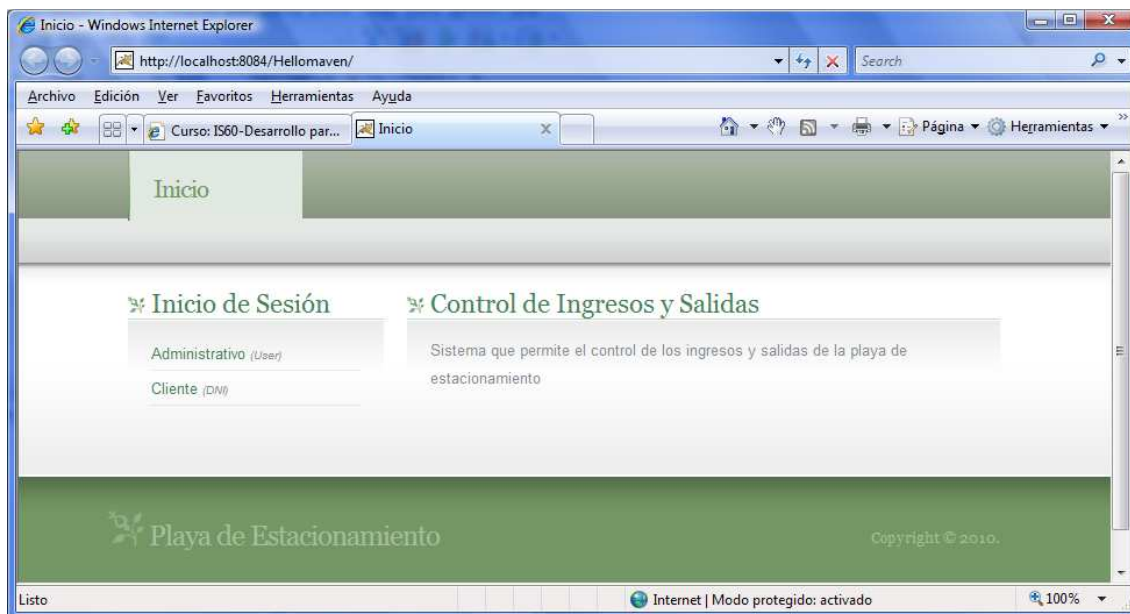 Inicio - Windows Internet Explorer
http://localhost:8084/Hellomaven/
Search
Archivo Edición Ver Favoritos Herramientas Ayuda
Curso: IS60-Desarrollo par... Inicio Página Herramientas
Inicio
Inicio de Sesión
Administrativo (User)
Cliente (DNI)
Control de Ingresos y Salidas
Sistema que permite el control de los ingresos y salidas de la playa de
estacionamiento
Playa de Estacionamiento
Copyright © 2010.
Listo Internet | Modo protegido: activado 100%